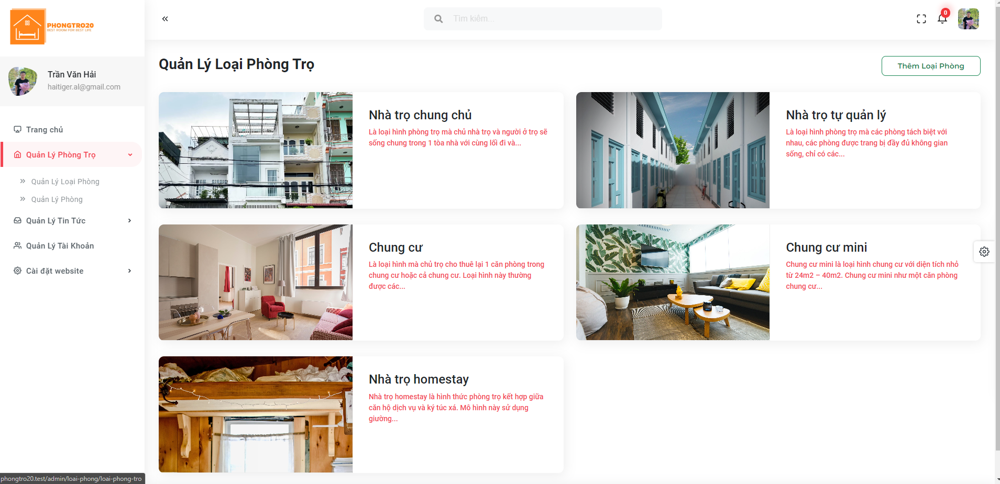 PHONGTRO20
BEST ROOM FOR BEST LIFE
Tìm kiếm...
0
Trần Văn Hải
haitiger.al@gmail.com
Trang chủ
Quản Lý Phòng Trọ
Quản Lý Loại Phòng
Quản Lý Phòng
Quản Lý Tin Tức
Quản Lý Tài Khoản
Cài đặt website
Quản Lý Loại Phòng Trọ
Thêm Loại Phòng
Nhà trọ chung chủ
Là loại hình phòng trọ mà chủ nhà trọ và người ở trọ sẽ
sống chung trong 1 tòa nhà với cùng lối đi và...
Nhà trọ tự quản lý
Là loại hình phòng trọ mà các phòng tách biệt với
nhau, các phòng được trang bị đầy đủ không gian
sống, chỉ có các...
Chung cư
Là loại hình mà chủ trọ cho thuê lại 1 căn phòng trong
chung cư hoặc cả chung cư. Loại hình này thường
được các...
Chung cư mini
Chung cư mini là loại hình chung cư với diện tích nhỏ
từ 24m2 – 40m2. Chung cư mini như một căn phòng
chung cư...
Nhà trọ homestay
Nhà trọ homestay là hình thức phòng trọ kết hợp giữa
căn hộ dịch vụ và ký túc xá. Mô hình này sử dụng
giường...
phongtro20.test/admin/loai-phong/loai-phong-tro